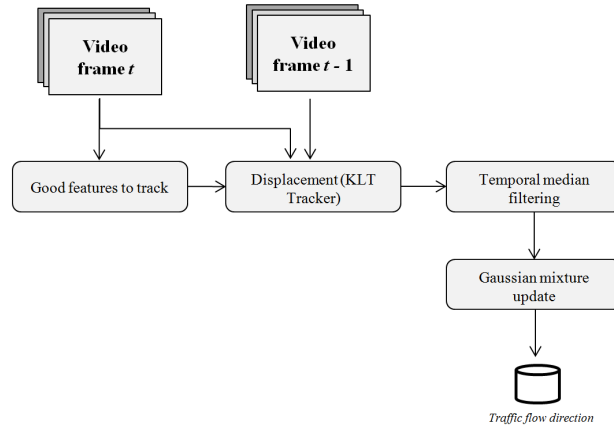 Video
frame t
Video
frame t - 1
Good features to track
Displacement (KLT
Tracker)
Temporal median
filtering
Gaussian mixture
update
Traffic flow direction